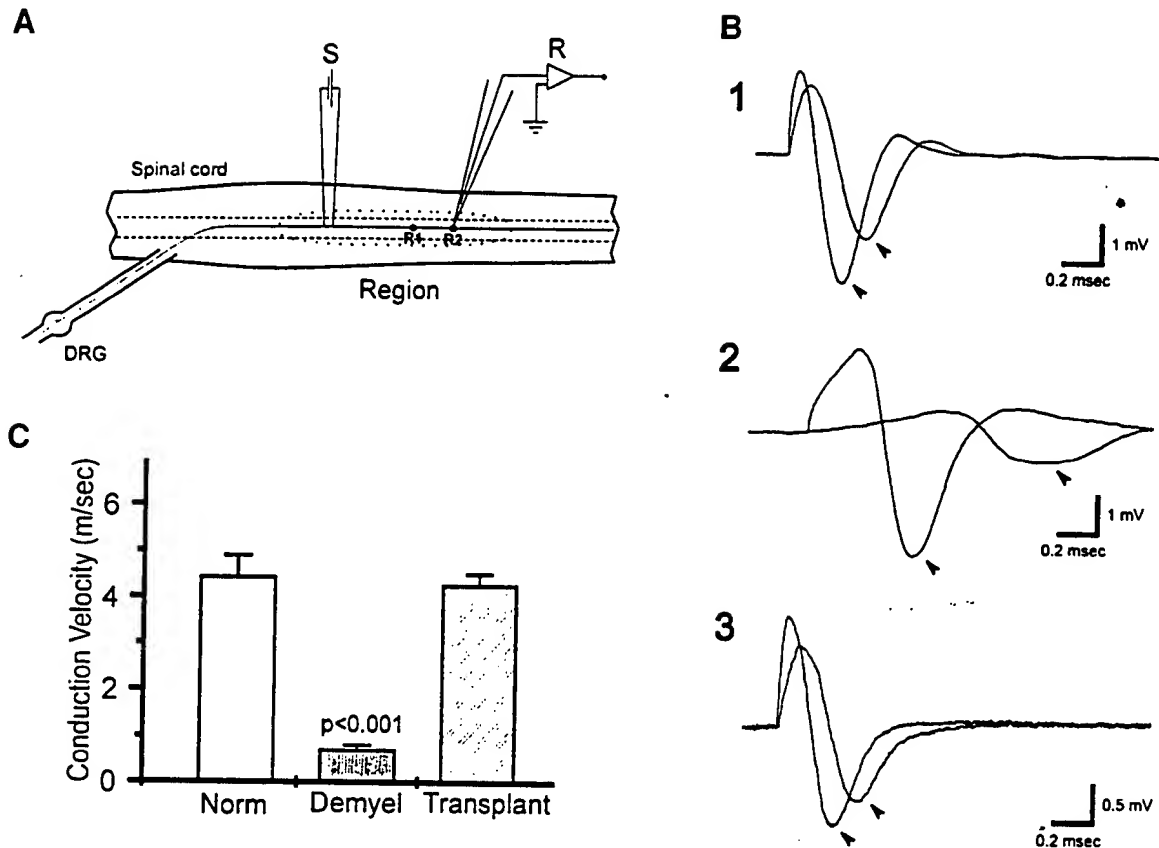 A
S
R
Spinal cord
R1
R2
Region
DRG
B
1
1 mV
0.2 msec
2
1 mV
0.2 msec
3
0.5 mV
0.2 msec
C
Conduction Velocity (m/sec)
6
4
2
0
p<0.001
Norm
Demyel
Transplant